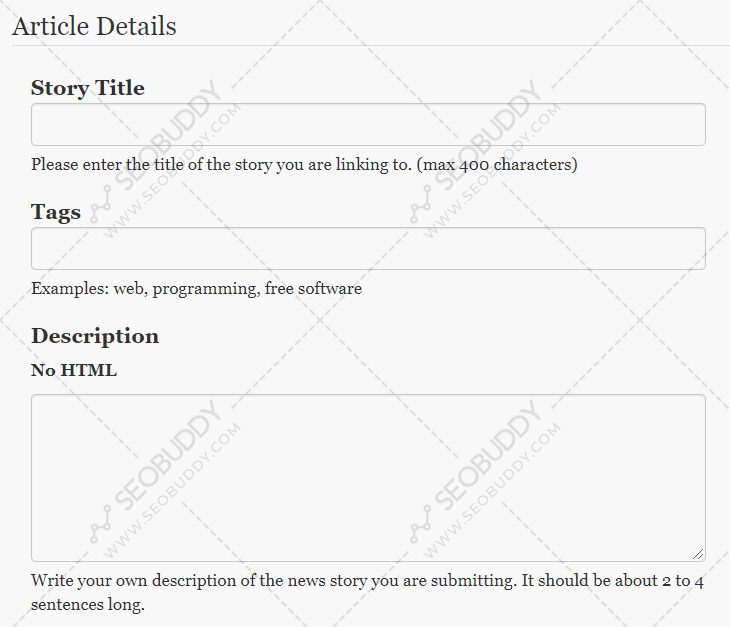 Article Details
Story Title
Please enter the title of the story you are linking to. (max 400 characters)
Tags
Examples: web, programming, free software
Description
No HTML
Write your own description of the news story you are submitting. It should be about 2 to 4
sentences long.
SEOBUDDY
WWW.SEOBUDDY.COM
SEOBUDDY
WWW.SEOBUDDY.COM
SEOBUDDY
WWW.SEOBUDDY.COM
SEOBUDDY
WWW.SEOBUDDY.COM